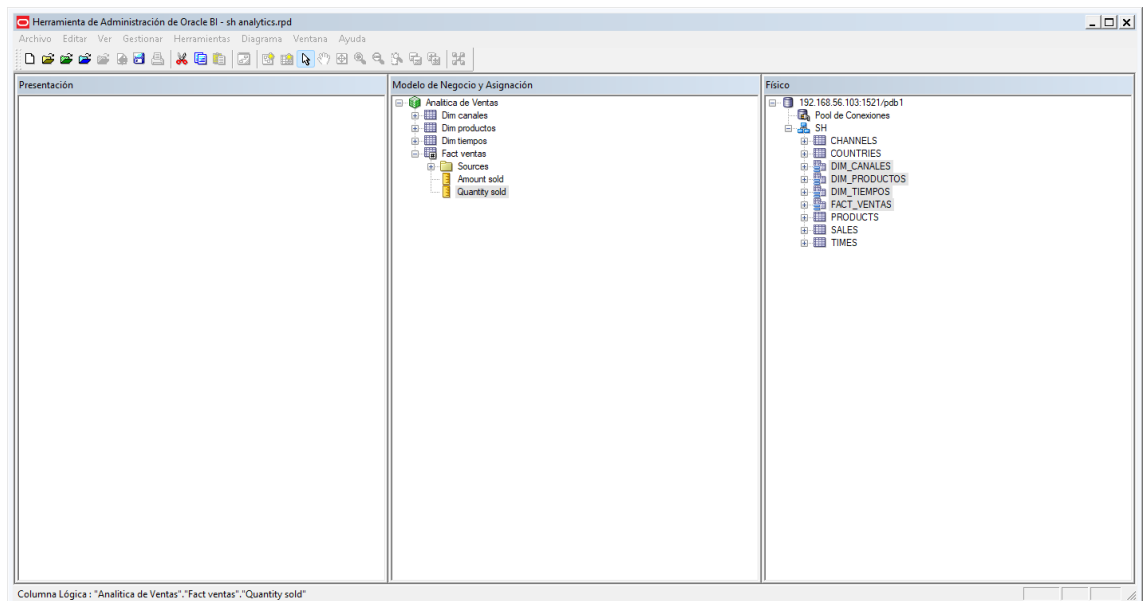 Herramienta de Administración de Oracle BI - sh analytics.rpd
Archivo Editar Ver Gestionar Herramientas Diagrama Ventana Ayuda
Presentación
Modelo de Negocio y Asignación
Analitica de Ventas
Dim canales
Dim productos
Dim tiempos
Fact ventas
Sources
Amount sold
Quantity sold
Físico
192.168.56.103:1521/pdb1
Pool de Conexiones
SH
CHANNELS
COUNTRIES
DIM_CANALES
DIM_PRODUCTOS
DIM_TIEMPOS
FACT_VENTAS
PRODUCTS
SALES
TIMES
Columna Lógica : "Analitica de Ventas"."Fact ventas"."Quantity sold"